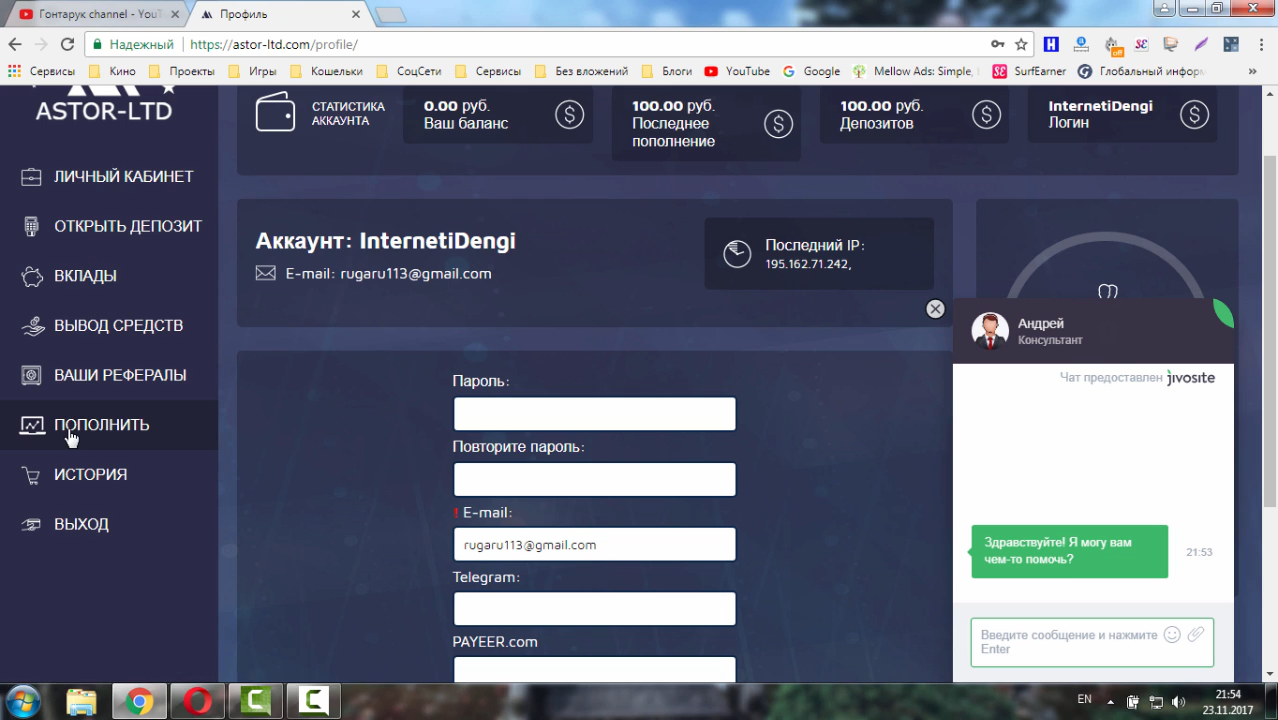 Гонтарук channel - YouT
Профиль
Надежный
https://astor-ltd.com/profile/
off
Сервисы
Кино
Проекты
Игры
Кошельки
СоцСети
Сервисы
Без вложений
Блоги
YouTube
Google
Mellow Ads: Simple,
SurfEarner
Глобальный инфор
»
ASTOR-LTD
ЛИЧНЫЙ КАБИНЕТ
ОТКРЫТЬ ДЕПОЗИТ
ВКЛАДЫ
ВЫВОД СРЕДСТВ
ВАШИ РЕФЕРАЛЫ
ПОПОЛНИТЬ
ИСТОРИЯ
ВЫХОД
СТАТИСТИКА
АККАУНТА
0.00 руб.
Ваш баланс
100.00 руб.
Последнее
пополнение
100.00 руб.
Депозитов
InternetiDengi
Логин
Аккаунт: InternetiDengi
E-mail: rugaru113@gmail.com
Последний IP:
195.162.71.242,
Пароль:
Повторите пароль:
! E-mail:
rugaru113@gmail.com
Telegram:
PAYEER.com
Андрей
Консультант
Чат предоставлен jivosite
Здравствуйте! Я могу вам
чем-то помочь?
21:53
Введите сообщение и нажмите
Enter
EN
21:54
23.11.2017